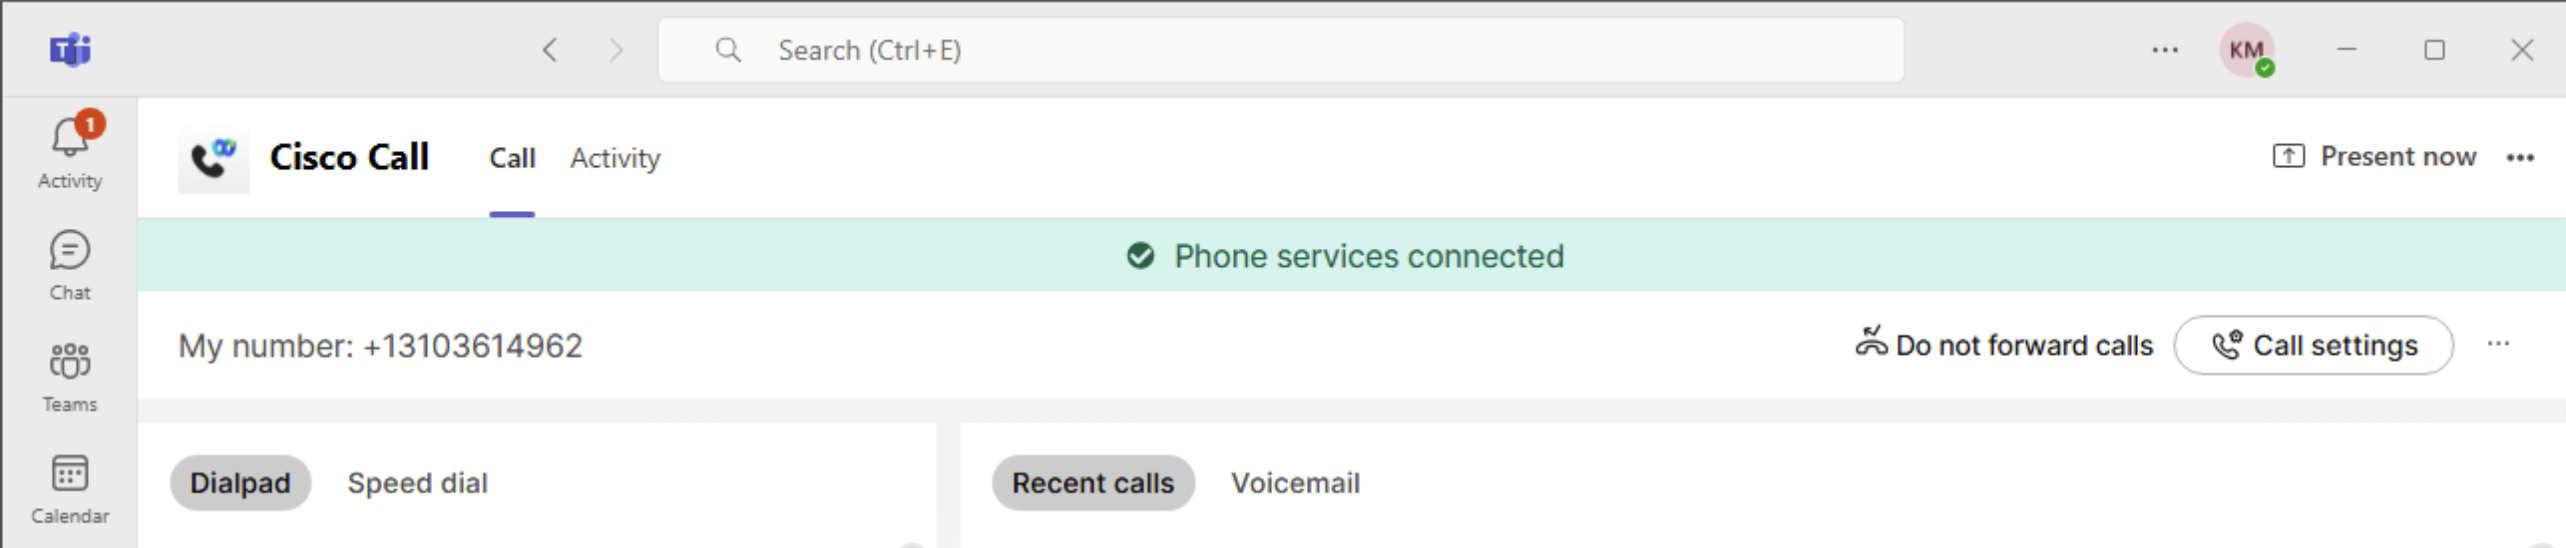 Search (Ctrl+E)
KM
1
Activity
Chat
Teams
Calendar
Cisco Call
Call
Activity
Present now
Phone services connected
My number: +13103614962
Do not forward calls
Call settings
Dialpad
Speed dial
Recent calls
Voicemail